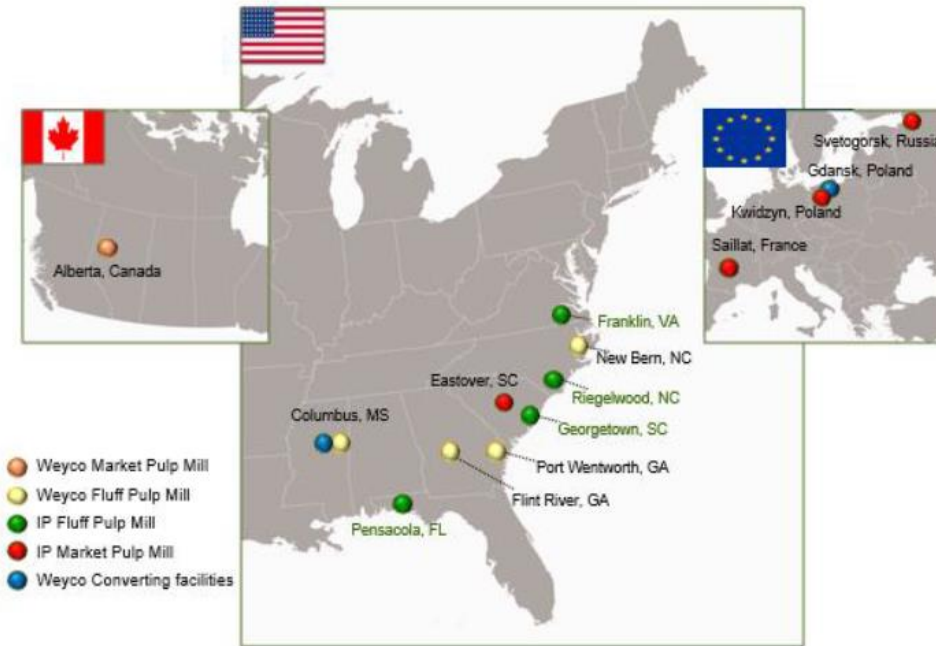 Svetogorsk, Russia
Gdansk, Poland
Kwidzyn, Poland
Saillat, France
Alberta, Canada
Franklin, VA
New Bern, NC
Eastover, SC
Riegelwood, NC
Columbus, MS
Georgetown, SC
Port Wentworth, GA
Flint River, GA
Pensacola, FL
Weyco Market Pulp Mill
Weyco Fluff Pulp Mill
IP Fluff Pulp Mill
IP Market Pulp Mill
Weyco Converting facilities